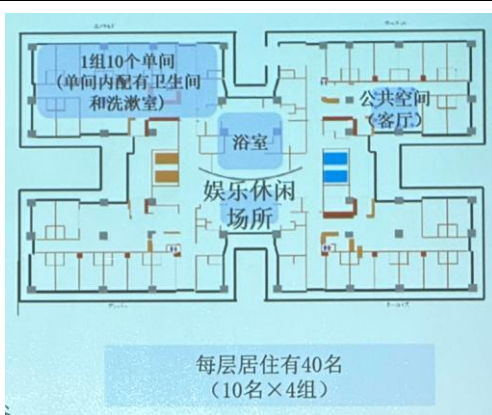 1组10个单间
(单间内配有卫生间
和洗漱室)
公共空间
(客厅)
浴室
娱乐休闲
场所
每层居住有40名
(10名×4组)